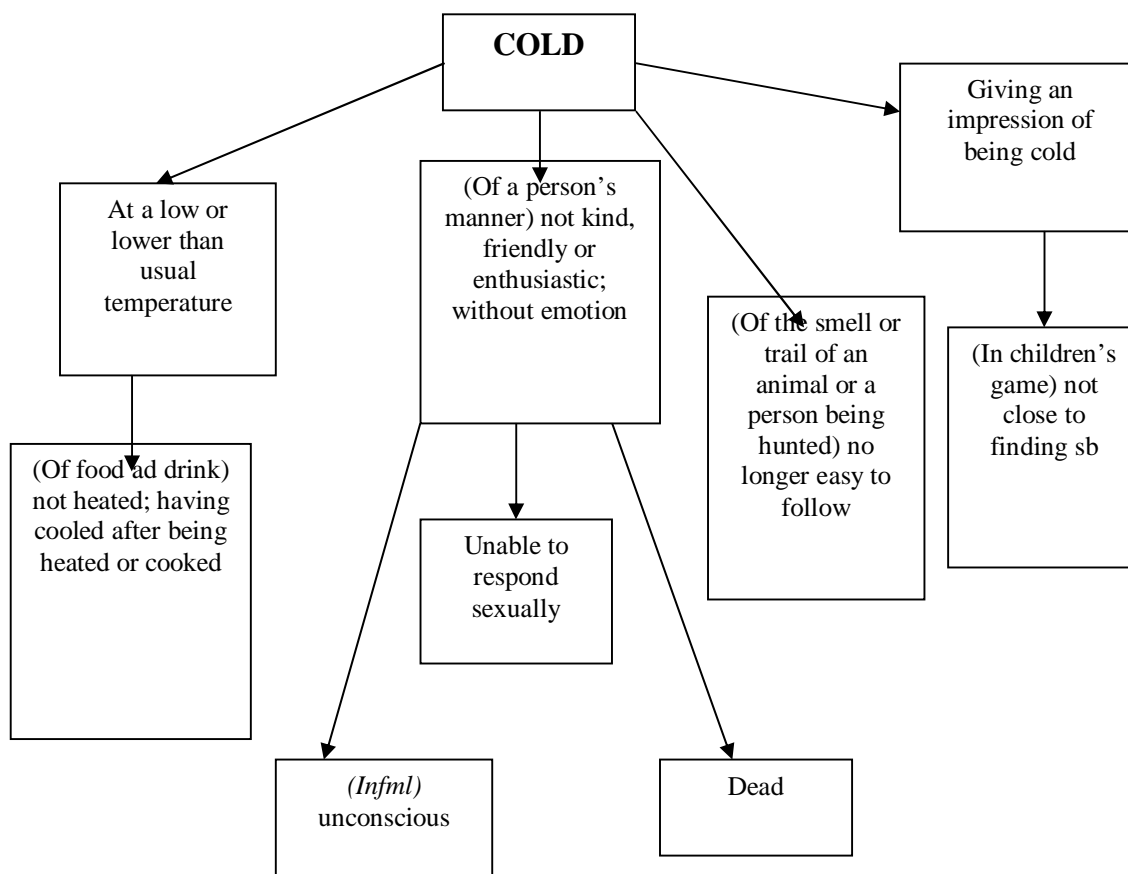 COLD
Giving an
impression of
being cold
At a low or
lower than
usual
temperature
(Of a person’s
manner) not kind,
friendly or
enthusiastic;
without emotion
(Of the smell or
trail of an
animal or a
person being
hunted) no
longer easy to
follow
(In children’s
game) not
close to
finding sb
(Of food ad drink)
not heated; having
cooled after being
heated or cooked
Unable to
respond
sexually
(Infml)
unconscious
Dead